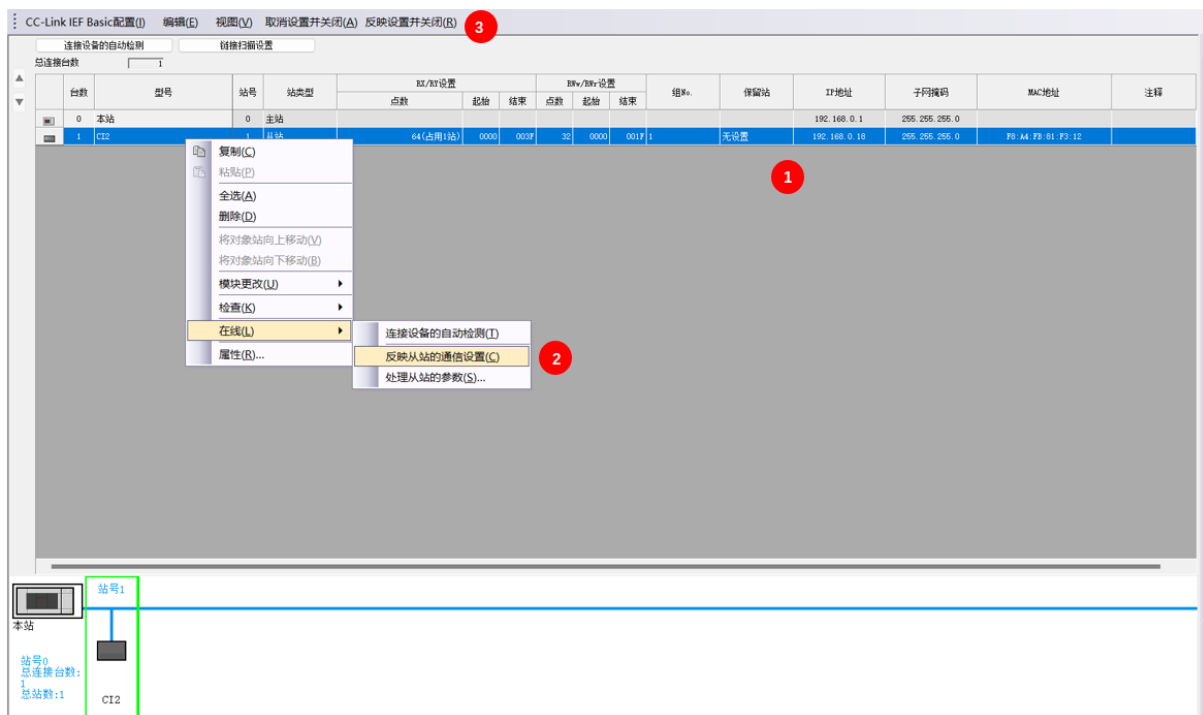 CC-Link IEF Basic配置(I) 编辑(E) 视图(V) 取消设置并关闭(A) 反映设置并关闭(R) 3
连接设备的自动检测 链接扫描设置
总连接台数 1
台数 型号 站号 站类型 RX/RY设置 RWw/RWr设置 组No. 保留站 IP地址 子网掩码 MAC地址 注释
点数 起始 结束 点数 起始 结束
0 本站 0 主站 192.168.0.1 255.255.255.0
1 CI2 1 从站 64(占用1站) 0000 003F 32 0000 001F 1 无设置 192.168.0.18 255.255.255.0 F8:A4:FB:81:F3:12
1
复制(C)
粘贴(P)
全选(A)
删除(D)
将对象站向上移动(V)
将对象站向下移动(B)
模块更改(U)
检查(K)
在线(L)
属性(R)...
连接设备的自动检测(T)
反映从站的通信设置(C) 2
处理从站的参数(S)...
站号1
本站
站号0
总连接台数:
1
总站数:1
CI2